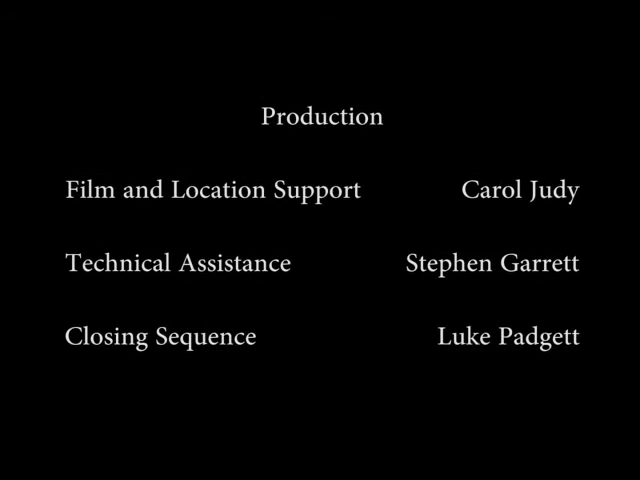 Production
Film and Location Support Carol Judy
Technical Assistance Stephen Garrett
Closing Sequence Luke Padgett